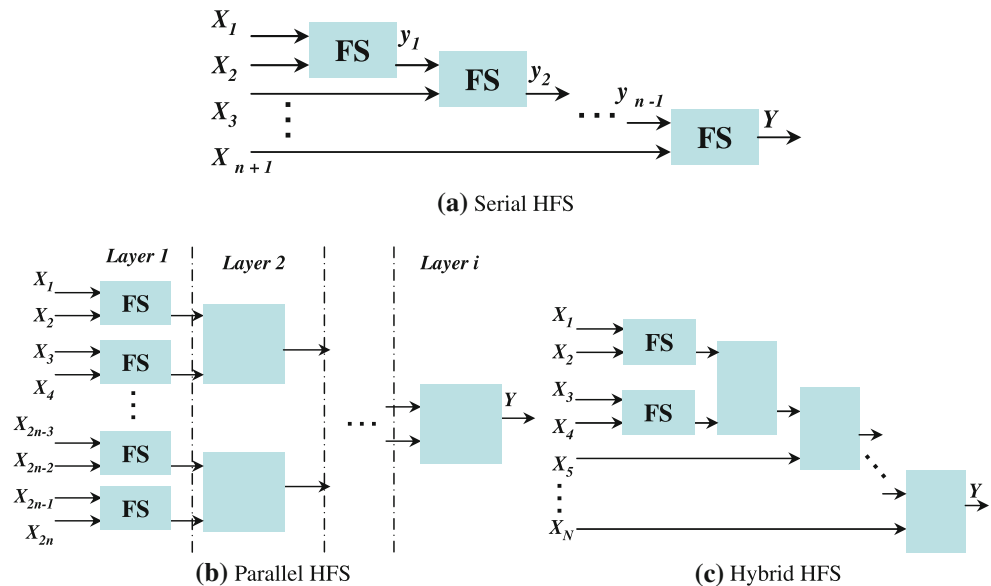 X1
X2
X3
Xn+1
FS
y1
FS
y2
yn-1
FS
Y
(a) Serial HFS
Layer 1
Layer 2
Layer i
X1
X2
X3
X4
X2n-3
X2n-2
X2n-1
X2n
FS
FS
FS
FS
Y
(b) Parallel HFS
X1
X2
X3
X4
X5
XN
FS
FS
Y
(c) Hybrid HFS